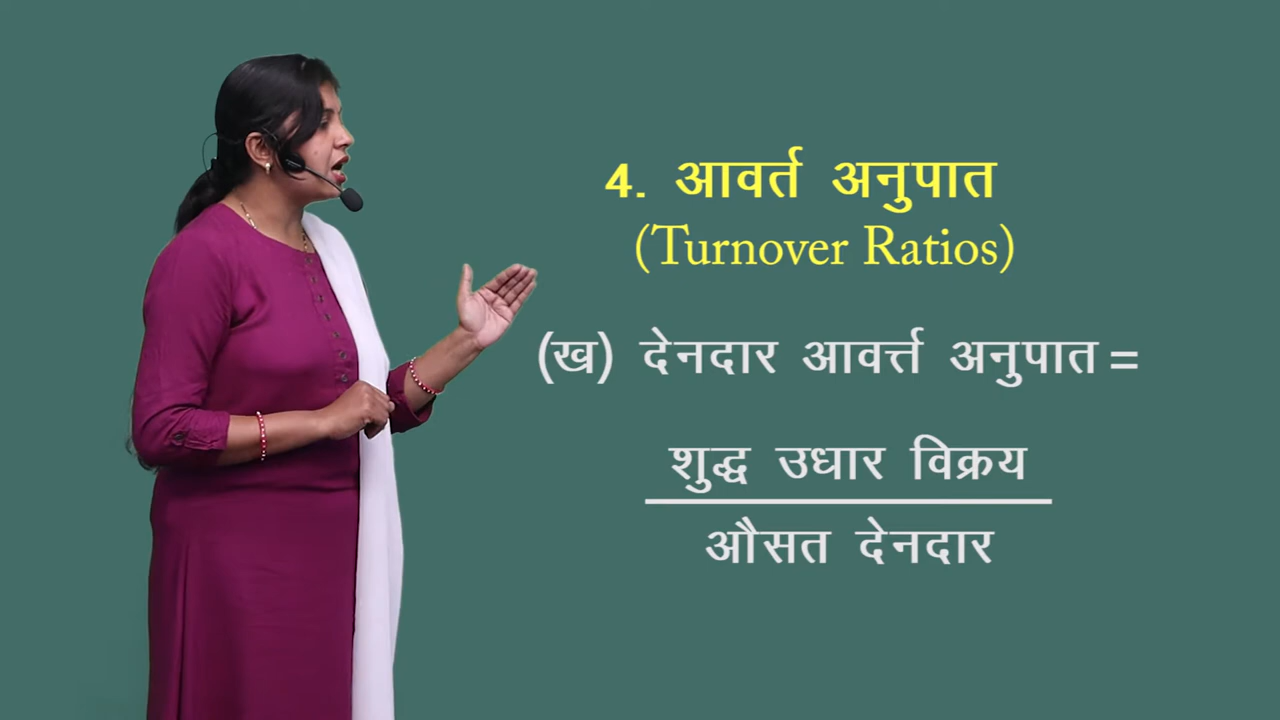 4. आवर्त अनुपात
(Turnover Ratios)
(ख) देनदार आवर्त्त अनुपात =
शुद्ध उधार विक्रय
औसत देनदार